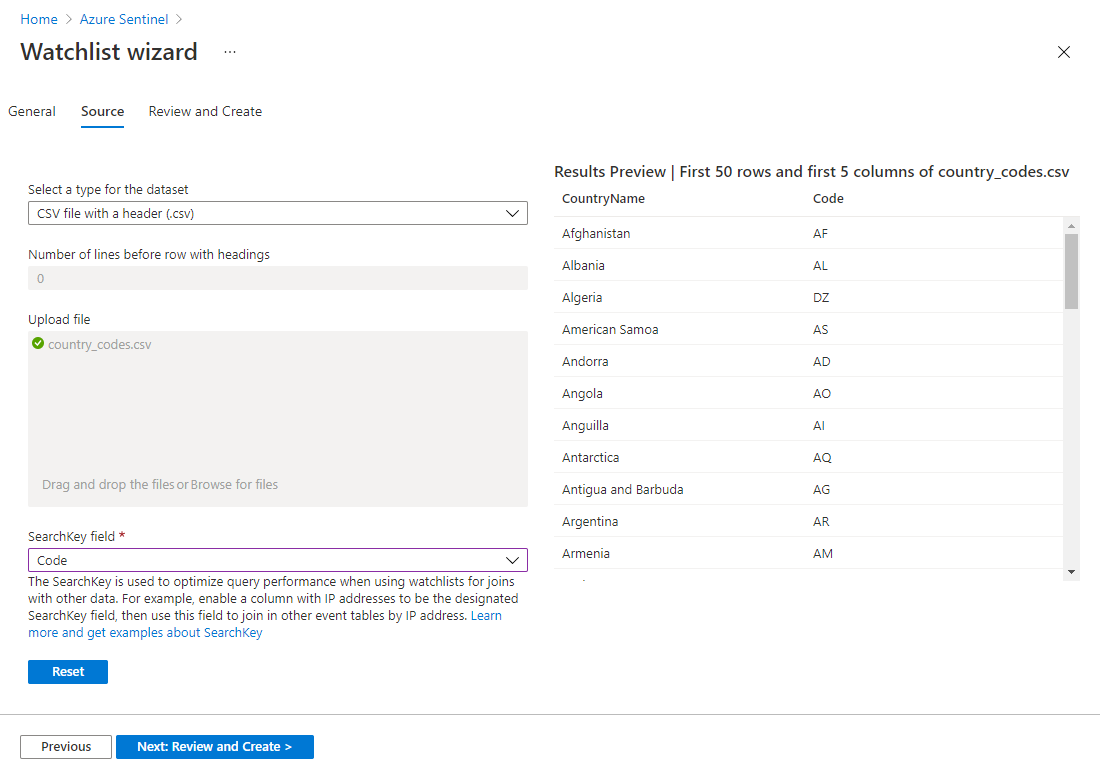 Home > Azure Sentinel >
Watchlist wizard ...
General Source Review and Create
Select a type for the dataset
CSV file with a header (.csv)
Number of lines before row with headings
0
Upload file
country_codes.csv
Drag and drop the files or Browse for files
SearchKey field *
Code
The SearchKey is used to optimize query performance when using watchlists for joins
with other data. For example, enable a column with IP addresses to be the designated
SearchKey field, then use this field to join in other event tables by IP address. Learn
more and get examples about SearchKey
Reset
Results Preview | First 50 rows and first 5 columns of country_codes.csv
CountryName Code
Afghanistan AF
Albania AL
Algeria DZ
American Samoa AS
Andorra AD
Angola AO
Anguilla AI
Antarctica AQ
Antigua and Barbuda AG
Argentina AR
Armenia AM
Previous Next: Review and Create >